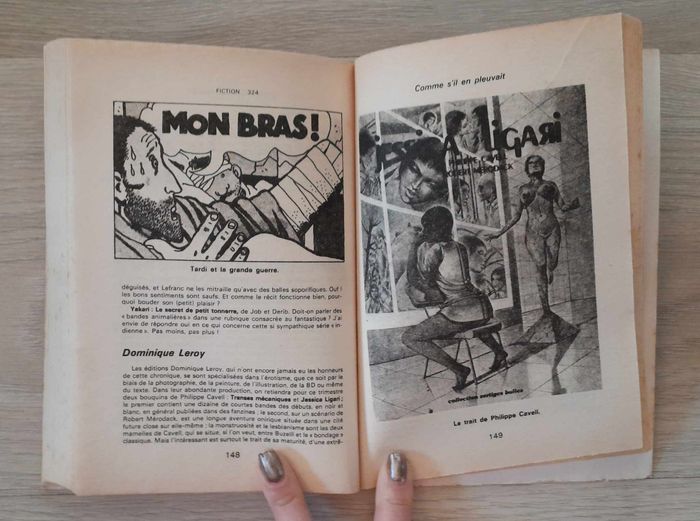 FICTION 324
MON BRAS!
Tardi et la grande guerre.
déguisés, et Lefranc ne les mitraille qu'avec des balles soporifiques. Ouf !
les bons sentiments sont saufs. Et comme le récit fonctionne bien, pour-
quoi bouder son (petit) plaisir ?
Yakari : Le secret de petit tonnerre, de Job et Derib. Doit-on parler des
« bandes animalières » dans une rubrique consacrée au fantastique ? J'ai
envie de répondre oui en ce qui concerne cette si sympathique série « in-
dienne ». Pas moins, pas plus !
Dominique Leroy
Les éditions Dominique Leroy, qui n'ont encore jamais eu les honneurs
de cette chronique, se sont spécialisées dans l'érotisme, que ce soit par le
biais de la photographie, de la peinture, de l'illustration, de la BD ou même
du texte. Dans leur abondante production, on retiendra pour ce trimestre
deux bouquins de Philippe Cavell : Trenses mécaniques et Jessica Ligari ;
le premier contient une dizaine de courtes bandes des débuts, en noir et
blanc, en général publiées dans des fanzines ; le second, sur un scénario de
Robert Mérodack, est une longue aventure onirique située dans une cité
future close sur elle-même ; la monstruosité et le lesbianisme sont les deux
mamelles de Cavell, qui se situe, si l'on veut, entre Buzelli et le « bondage »
classique. Mais l'intéressant est surtout le trait de sa maturité, d'une extrê-
148
Comme s'il en pleuvait
LIGARI
MERODACK
collection vertiges bulles
Le trait de Philippe Cavell.
149